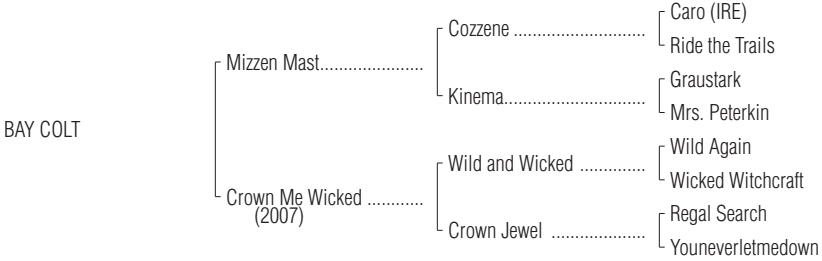 Caro (IRE)
Cozzene ............................
Ride the Trails
Mizzen Mast......................
Graustark
Kinema..............................
Mrs. Peterkin
BAY COLT
Wild Again
Wild and Wicked ..............
Wicked Witchcraft
Crown Me Wicked ............
(2007)
Regal Search
Crown Jewel ....................
Youneverletmedown